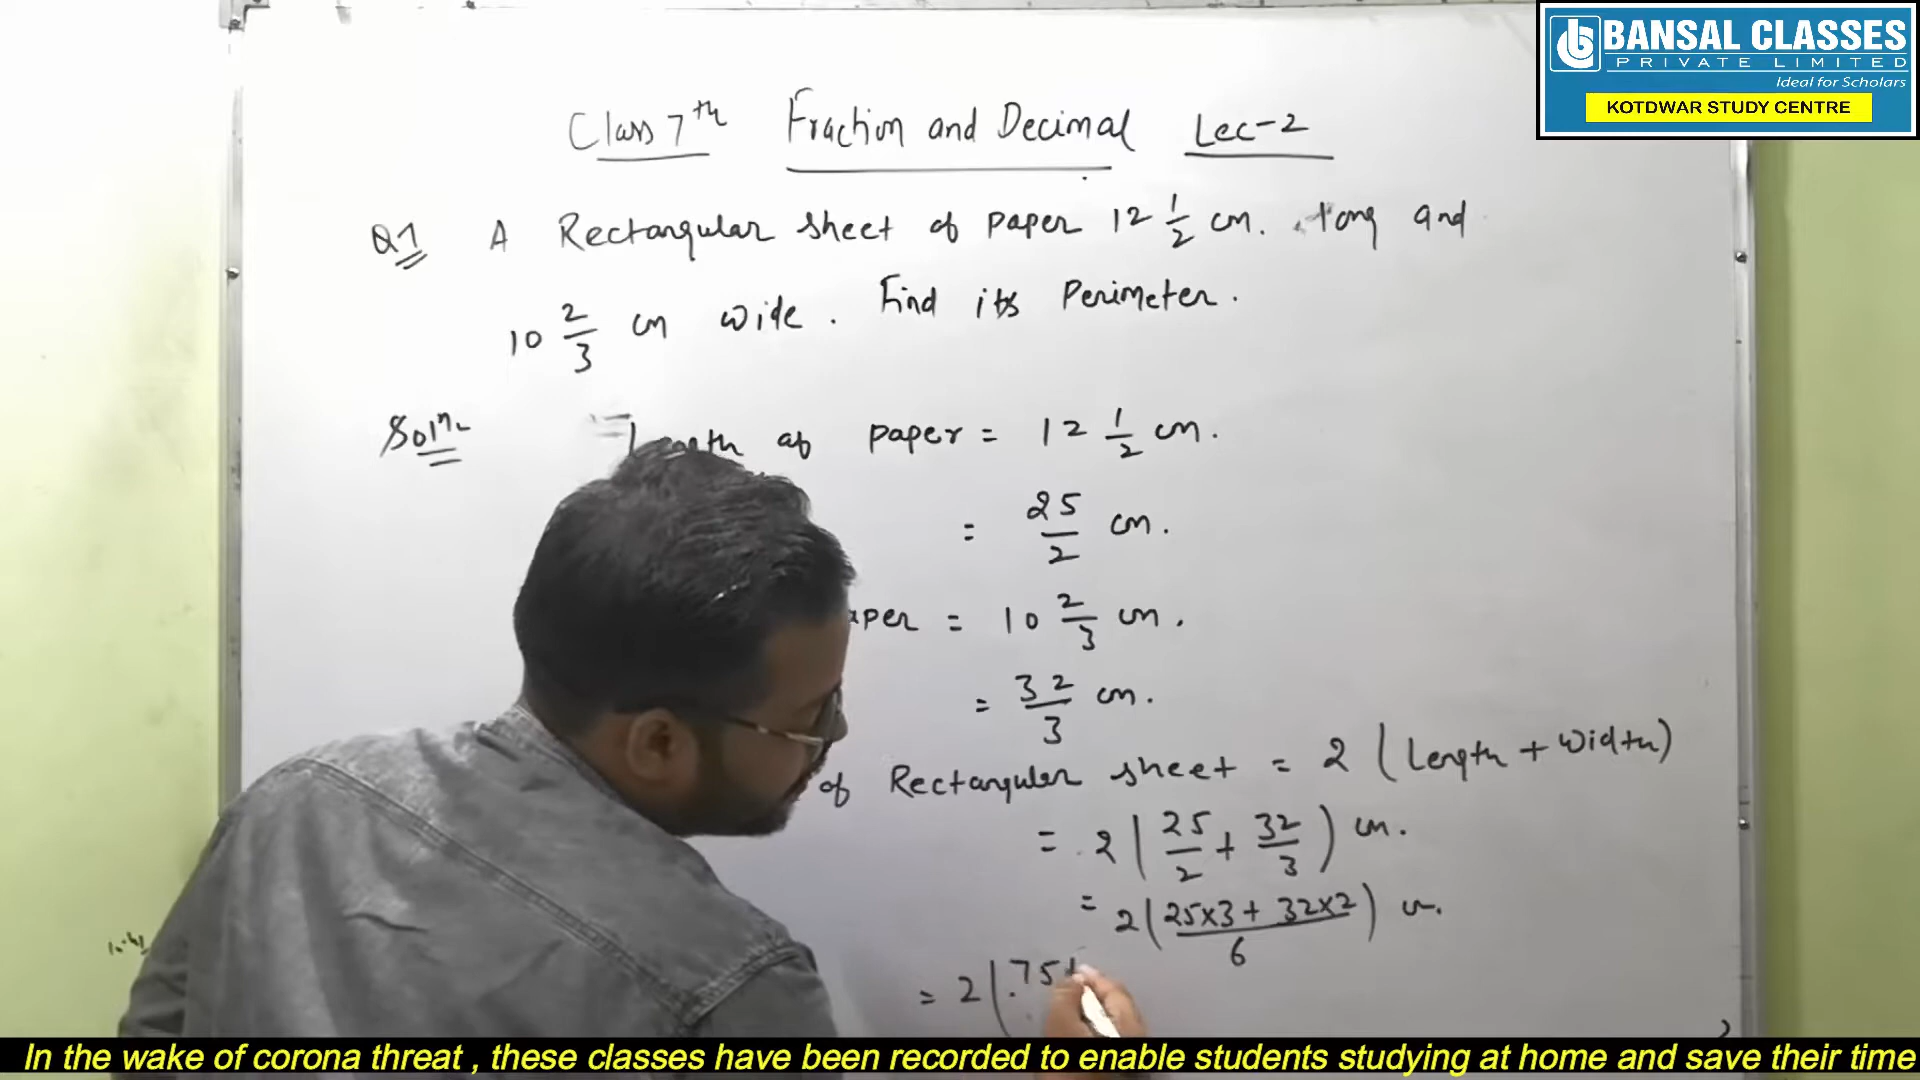 BANSAL CLASSES
PRIVATE LIMITED
Ideal for Scholars
KOTDWAR STUDY CENTRE
Class 7th Fraction and Decimal Lec-2
Q1 A Rectangular sheet of paper 12 1/2 cm. long and
10 2/3 cm wide. Find its Perimeter.
Soln Length of paper = 12 1/2 cm.
= 25/2 cm.
aper = 10 2/3 cm.
= 32/3 cm.
of Rectangular sheet = 2 (Length + Width)
= 2 (25/2 + 32/3) cm.
= 2 (25×3 + 32×2 / 6) cm.
= 2 ( 75+
In the wake of corona threat , these classes have been recorded to enable students studying at home and save their time